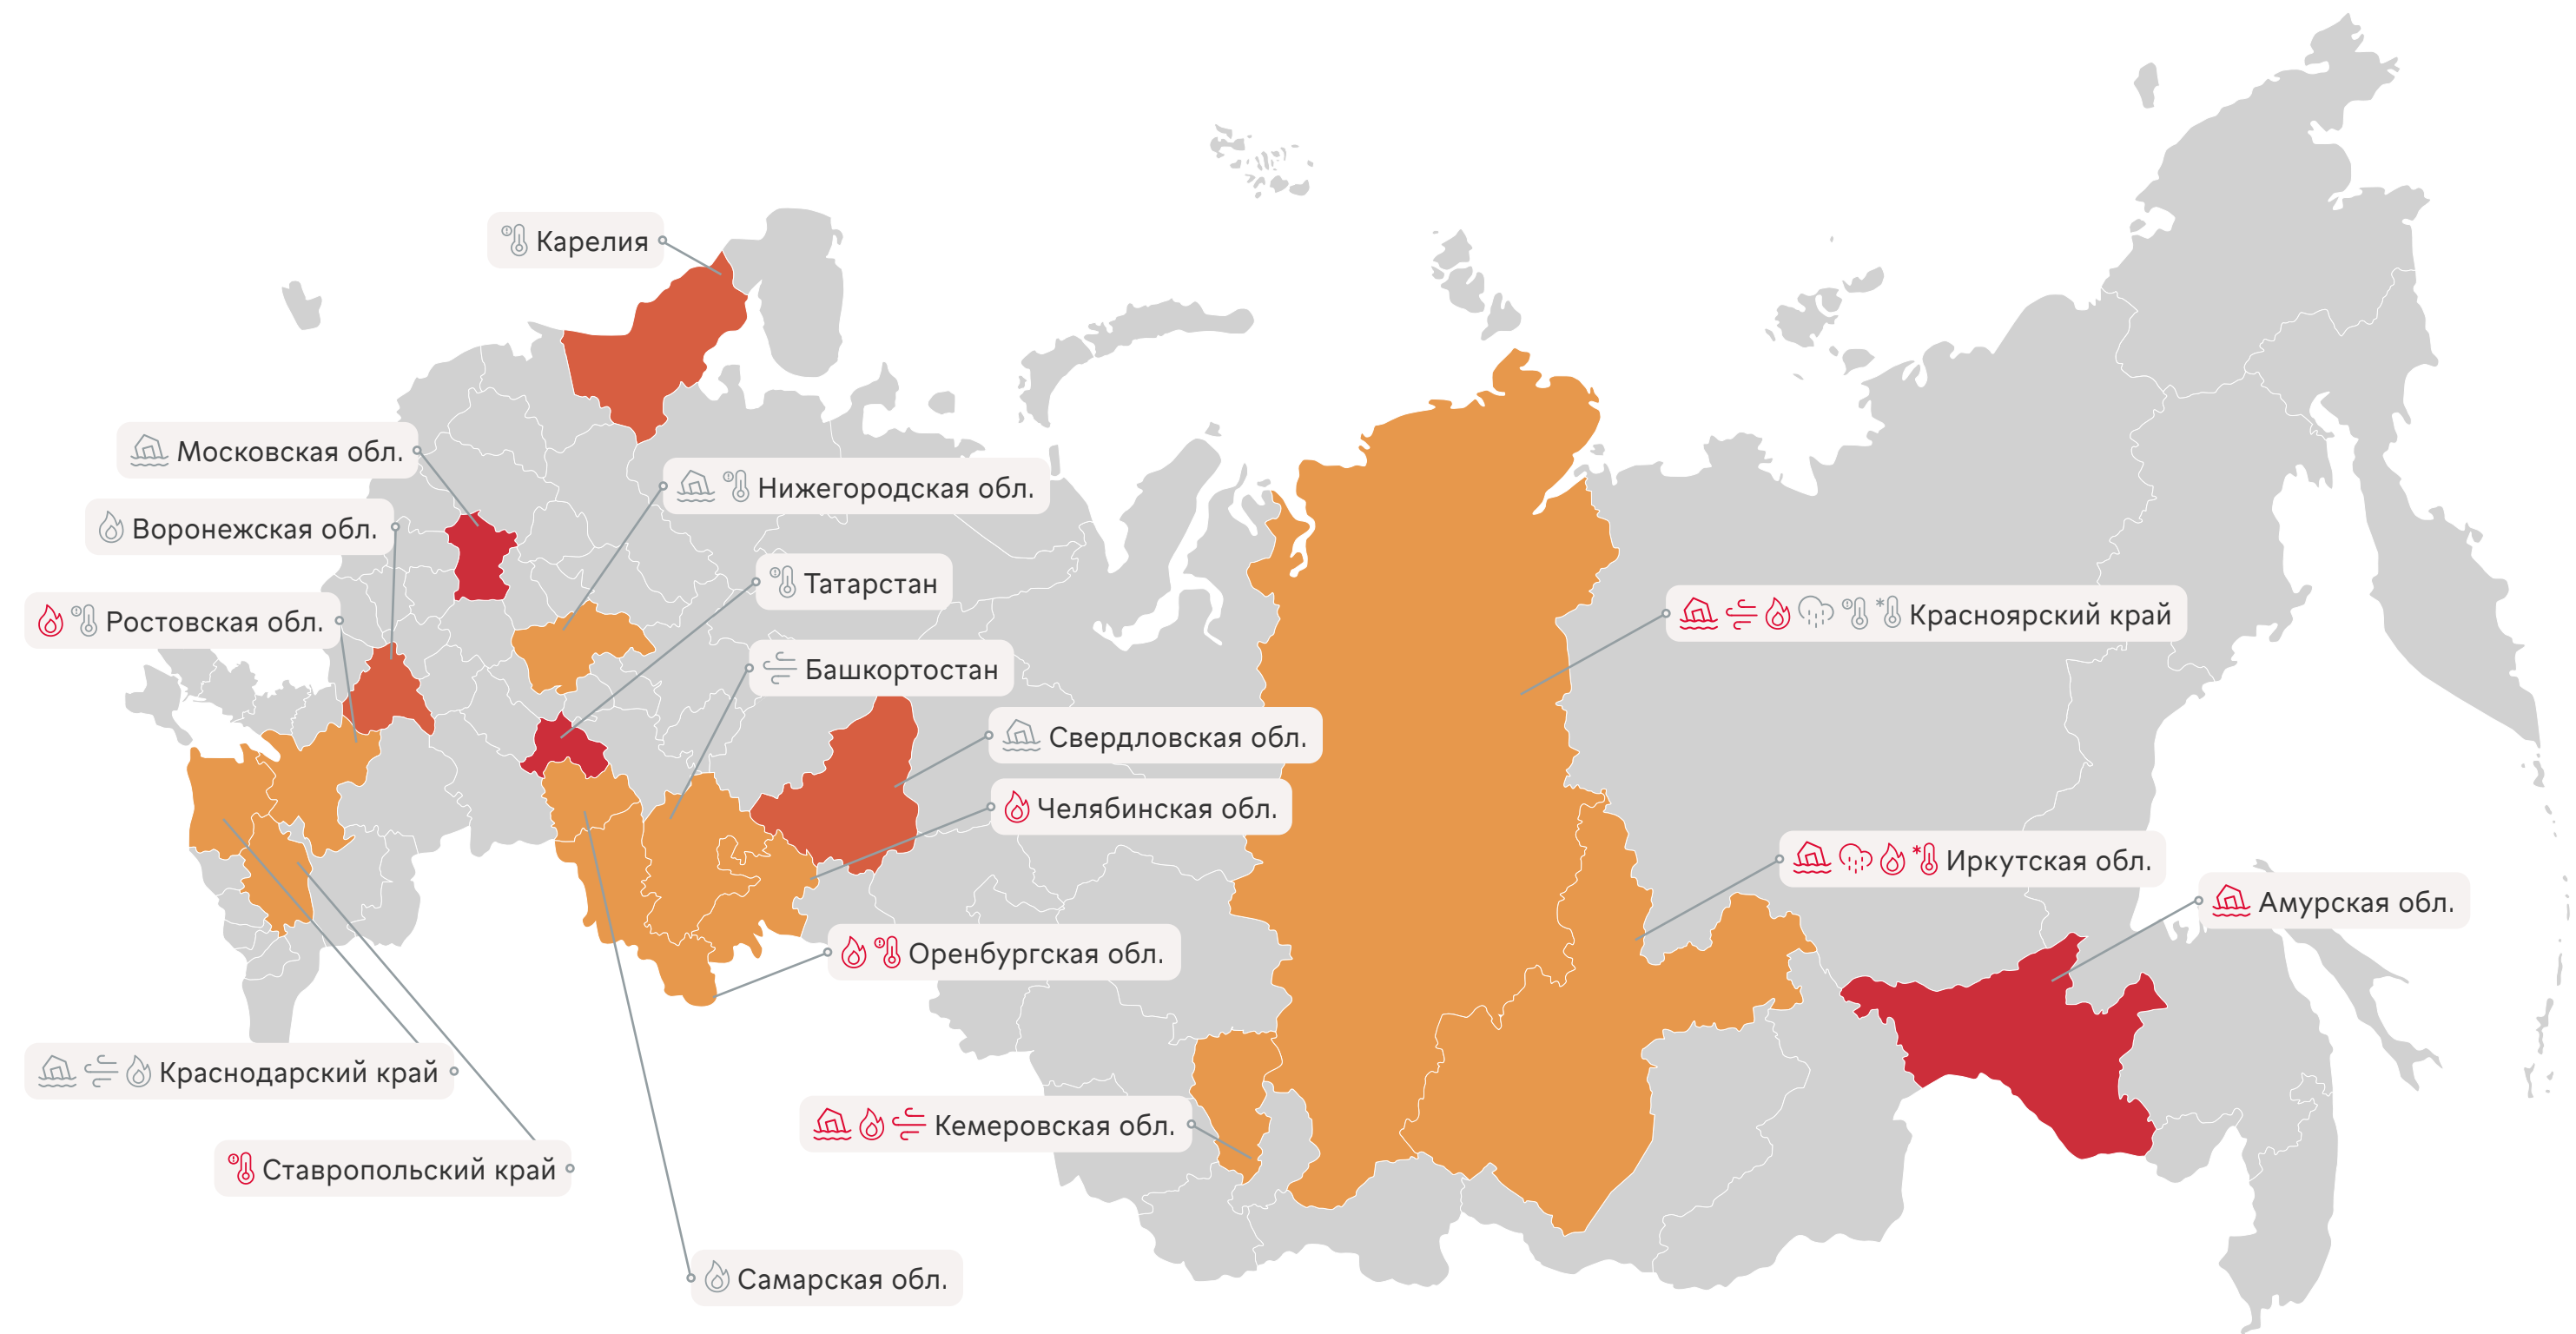 Карелия
Московская обл.
Нижегородская обл.
Воронежская обл.
Татарстан
Ростовская обл.
Красноярский край
Башкортостан
Свердловская обл.
Челябинская обл.
Иркутская обл.
Амурская обл.
Оренбургская обл.
Краснодарский край
Кемеровская обл.
Ставропольский край
Самарская обл.